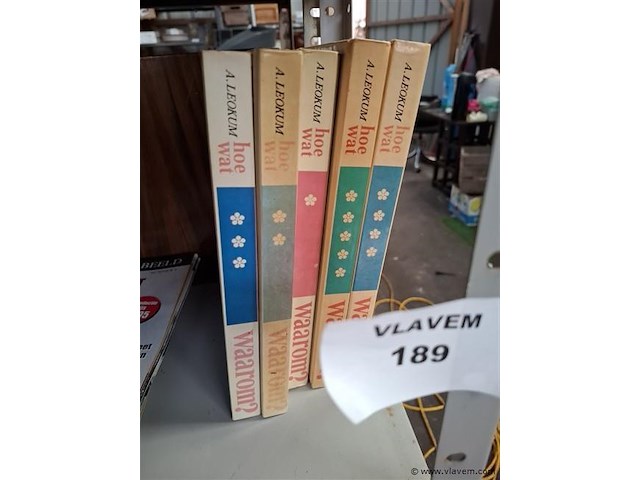 A. LEOKUM hoe wat waarom?
A. LEOKUM hoe wat waarom?
A. LEOKUM hoe wat waarom?
A. LEOKUM hoe wat
A. LEOKUM hoe wat
BEELD
VLAVEM
189
© www.vlavem.com